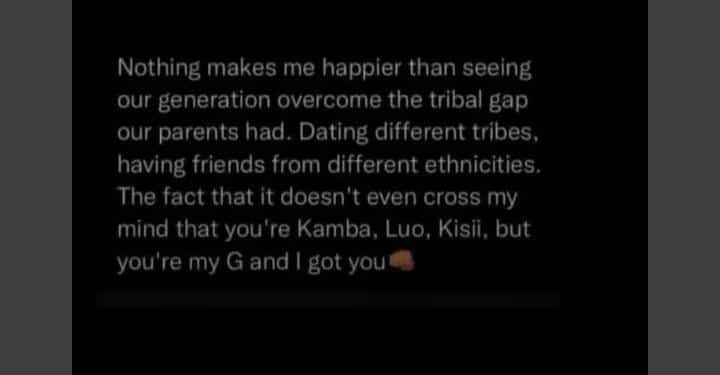 Nothing makes me happier than seeing
our generation overcome the tribal gap
our parents had. Dating different tribes,
having friends from different ethnicities.
The fact that it doesn't even cross my
mind that you're Kamba, Luo, Kisii, but
you're my G and I got you👊🏽